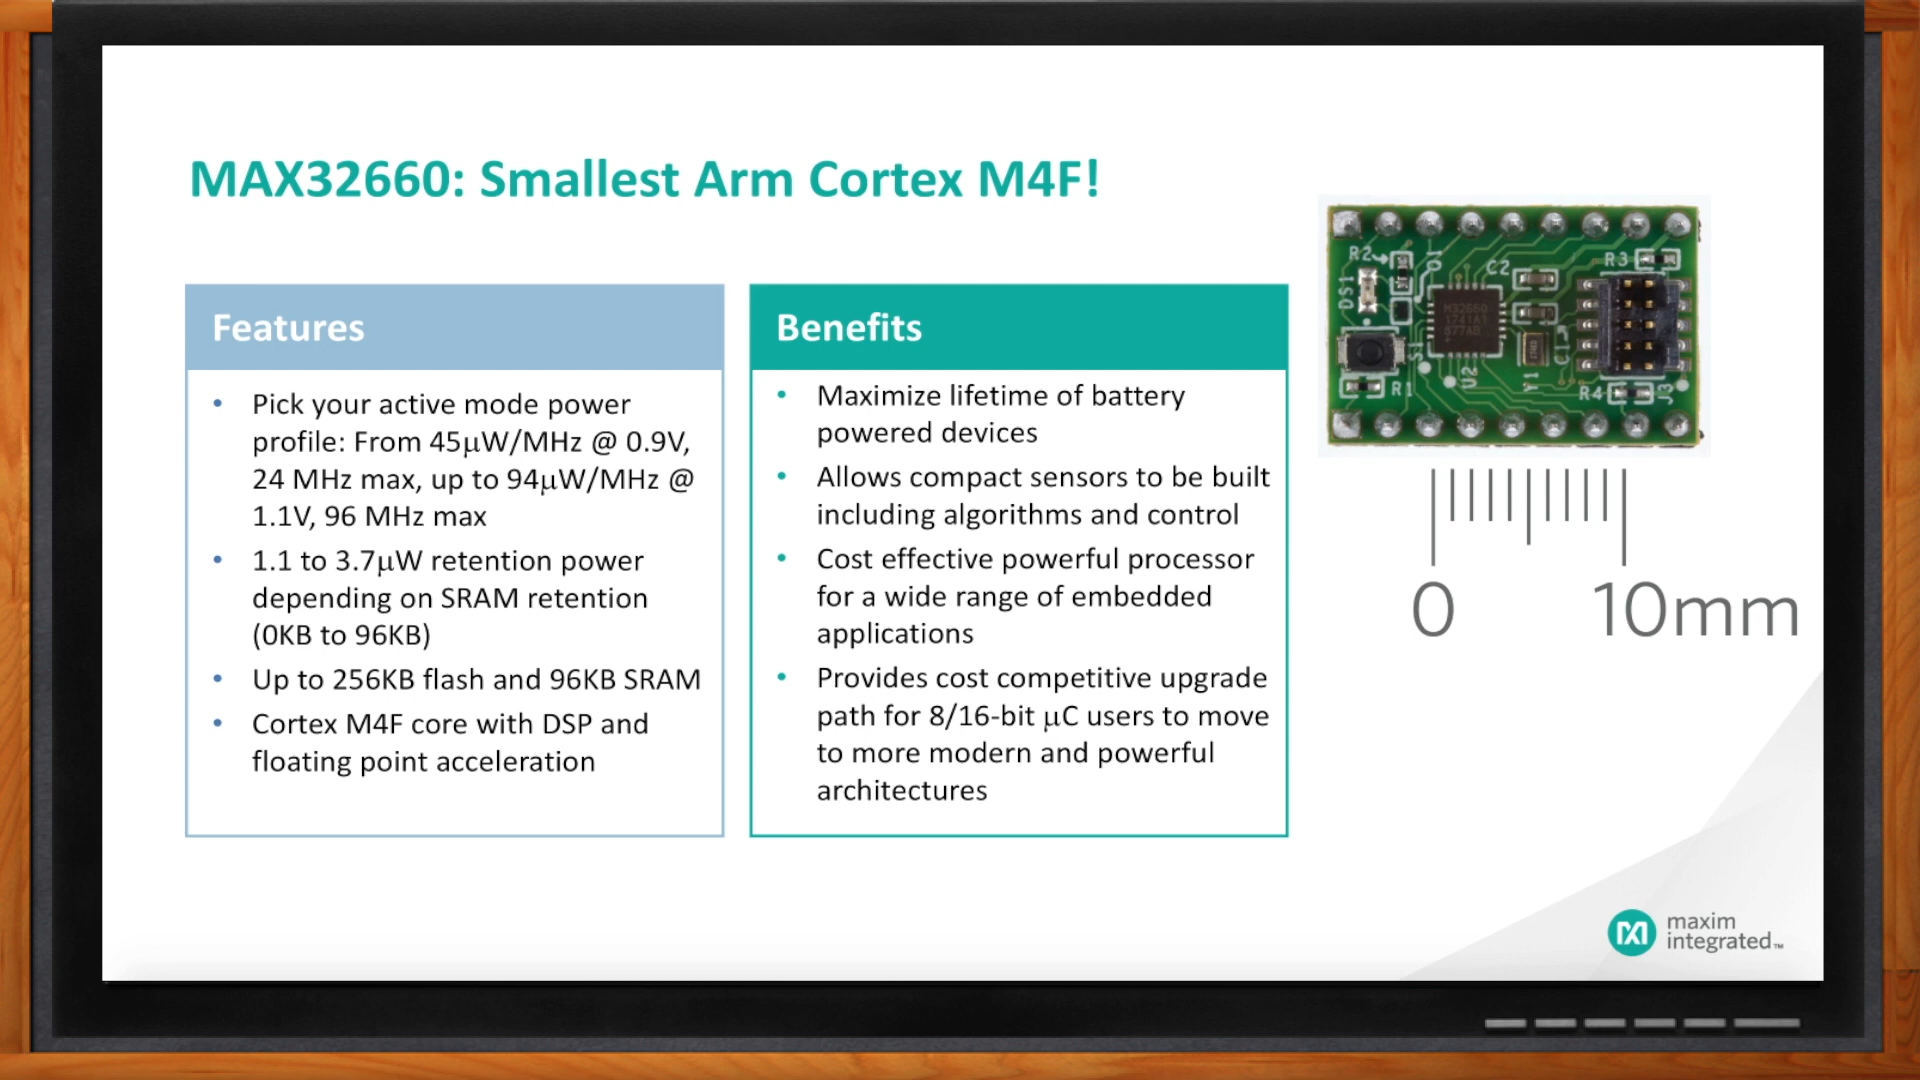 MAX32660: Smallest Arm Cortex M4F!
Features
• Pick your active mode power
profile: From 45µW/MHz @ 0.9V,
24 MHz max, up to 94µW/MHz @
1.1V, 96 MHz max
• 1.1 to 3.7µW retention power
depending on SRAM retention
(0KB to 96KB)
• Up to 256KB flash and 96KB SRAM
• Cortex M4F core with DSP and
floating point acceleration
Benefits
• Maximize lifetime of battery
powered devices
• Allows compact sensors to be built
including algorithms and control
• Cost effective powerful processor
for a wide range of embedded
applications
• Provides cost competitive upgrade
path for 8/16-bit µC users to move
to more modern and powerful
architectures
R2
Q1
C2
R3
DS1
M32660
S1
U2
Y1
C1
R1
R4
J3
0
10mm
maxim
integrated™